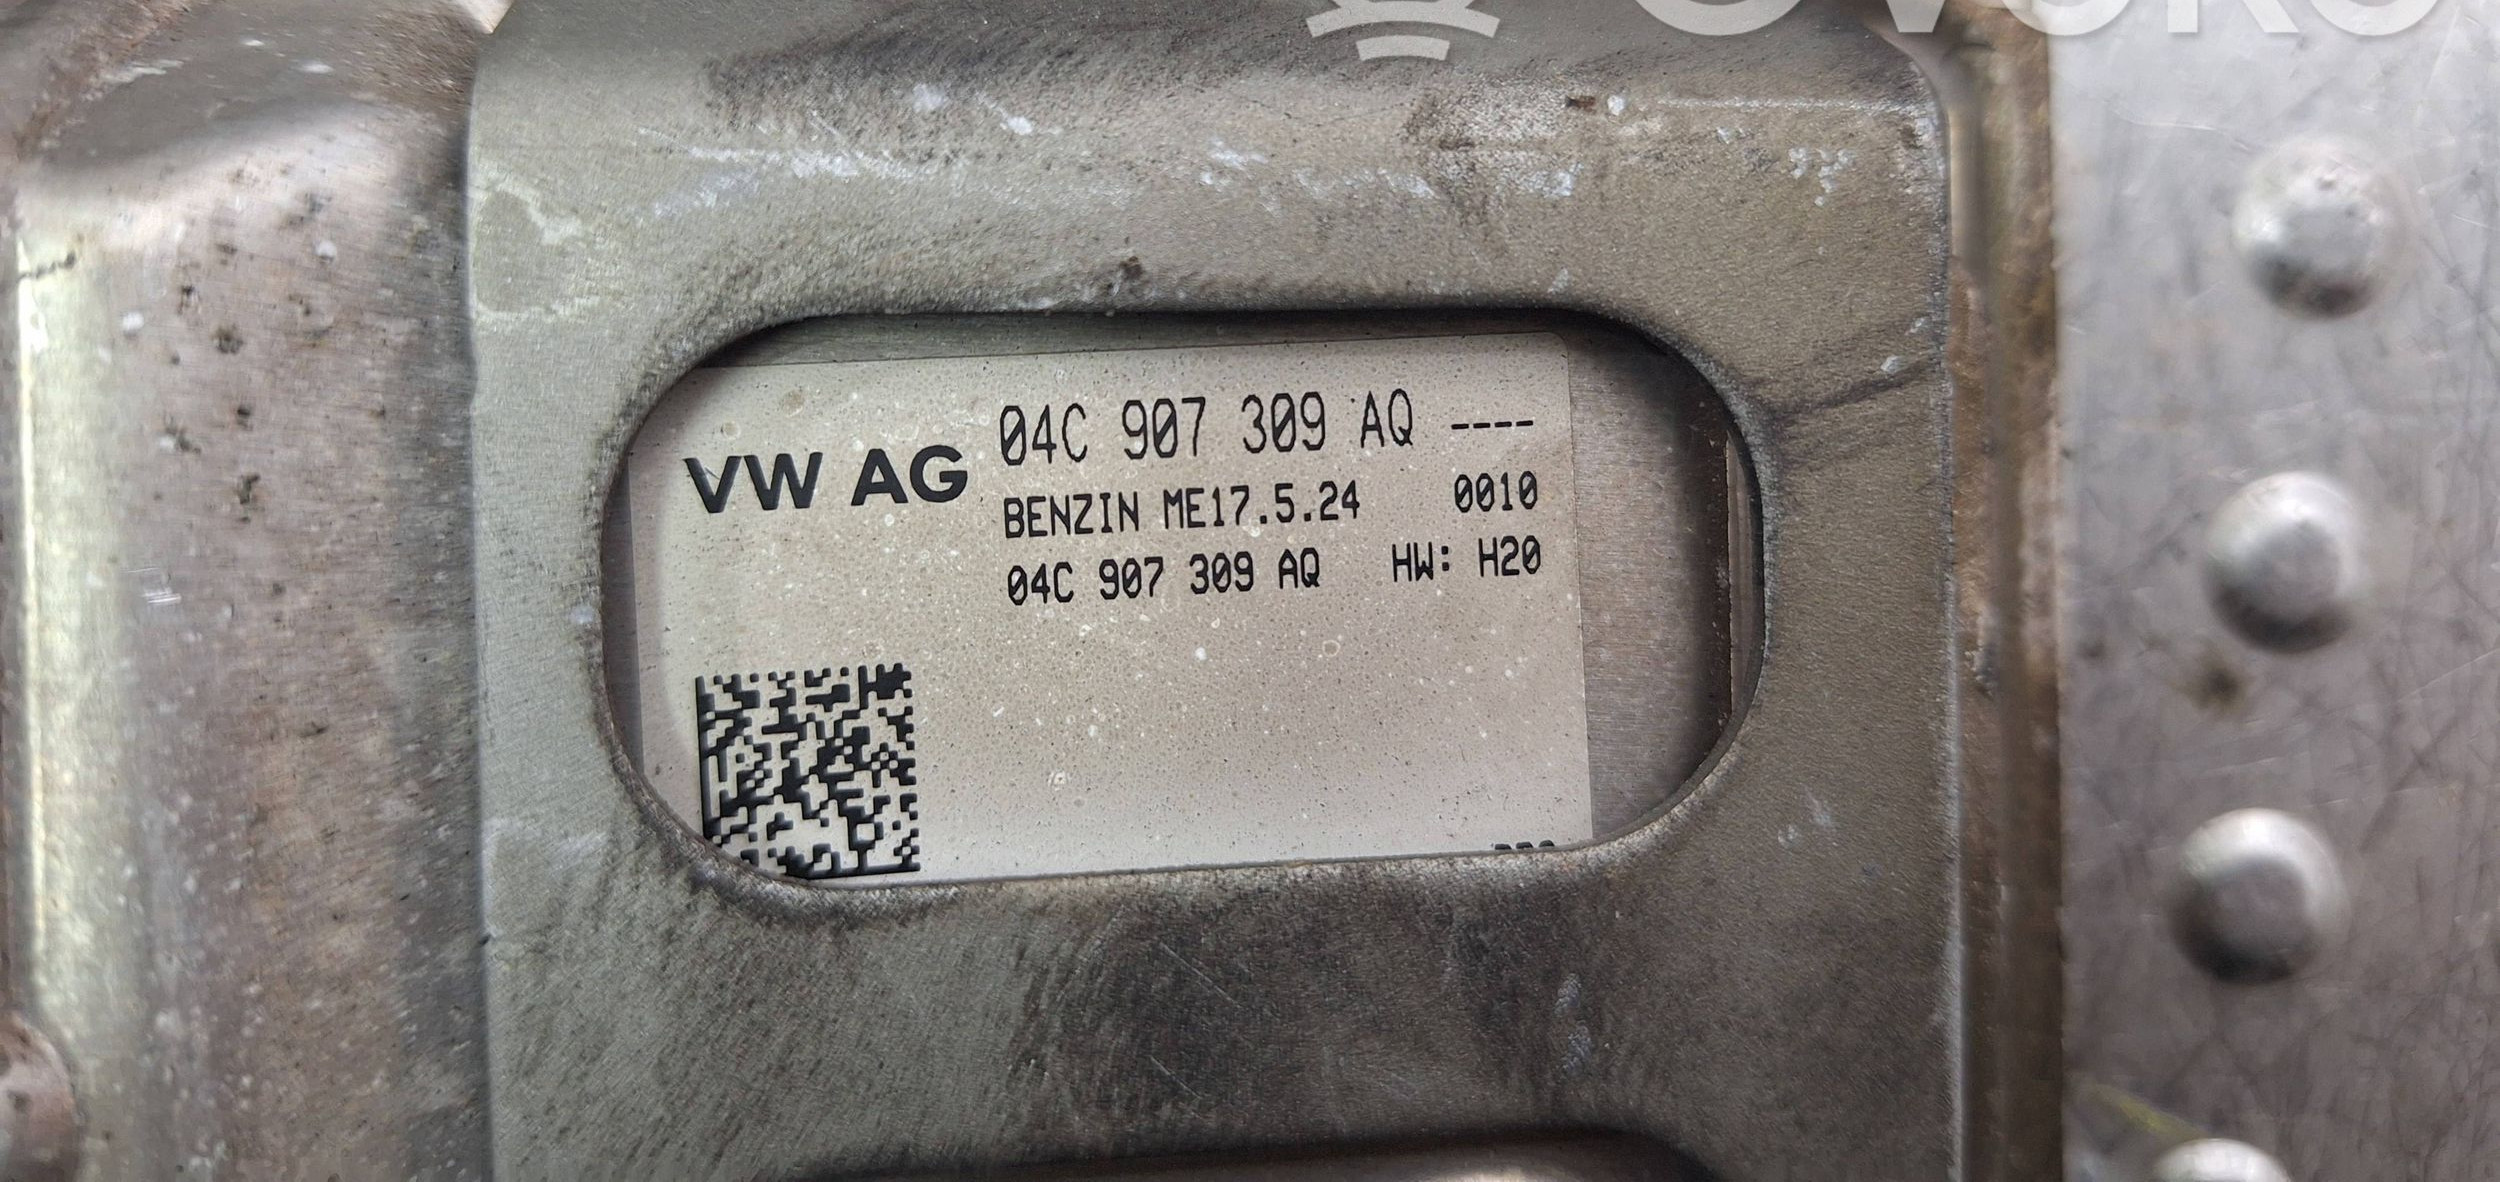 VW AG
04C 907 309 AQ ----
BENZIN ME17.5.24 0010
04C 907 309 AQ HW: H20